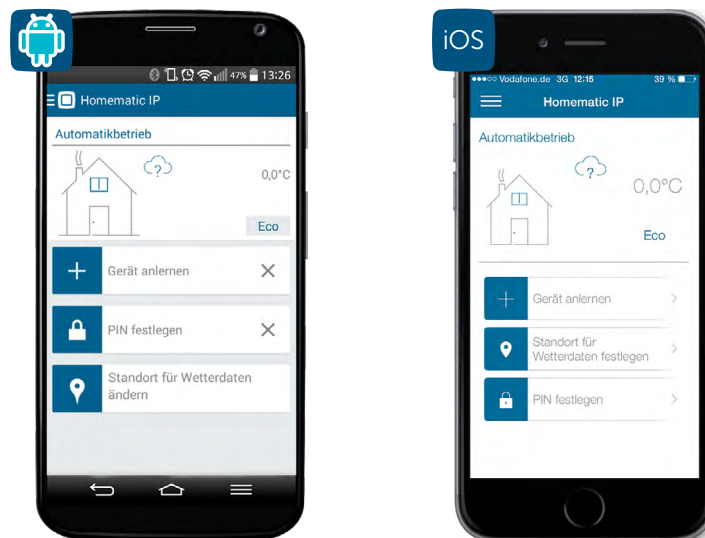 47% 13:26
Homematic IP
Automatikbetrieb
?
0,0°C
Eco
Gerät anlernen
PIN festlegen
Standort für Wetterdaten
ändern
iOS
Vodafone.de 3G 12:15 39 %
Homematic IP
Automatikbetrieb
?
0,0°C
Eco
Gerät anlernen
Standort für
Wetterdaten festlegen
PIN festlegen